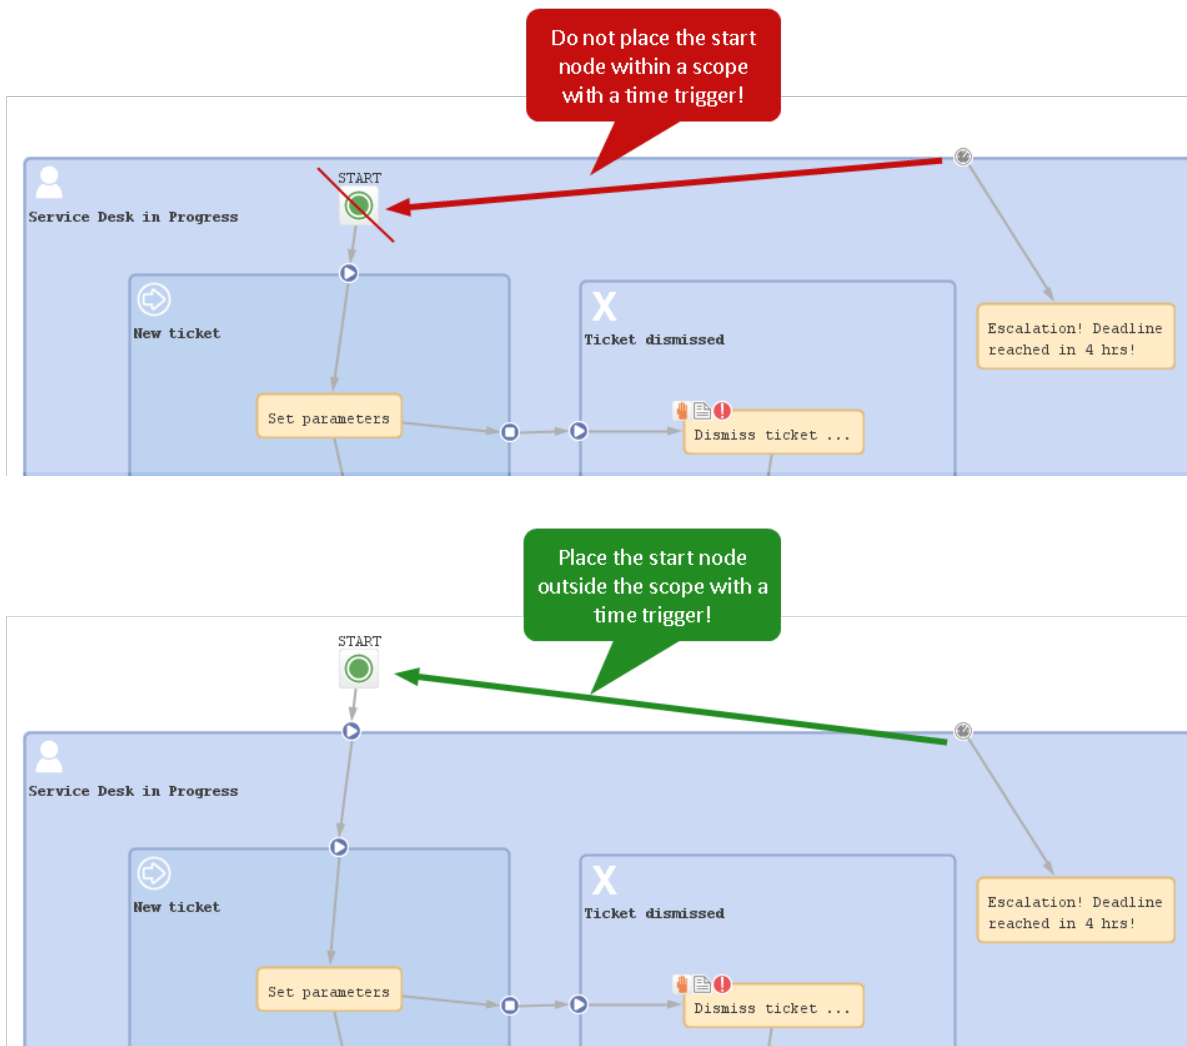 Do not place the start
node within a scope
with a time trigger!
START
Service Desk in Progress
New ticket
X
Ticket dismissed
Escalation! Deadline
reached in 4 hrs!
Set parameters
Dismiss ticket ...
Place the start node
outside the scope with a
time trigger!
START
Service Desk in Progress
New ticket
X
Ticket dismissed
Escalation! Deadline
reached in 4 hrs!
Set parameters
Dismiss ticket ...